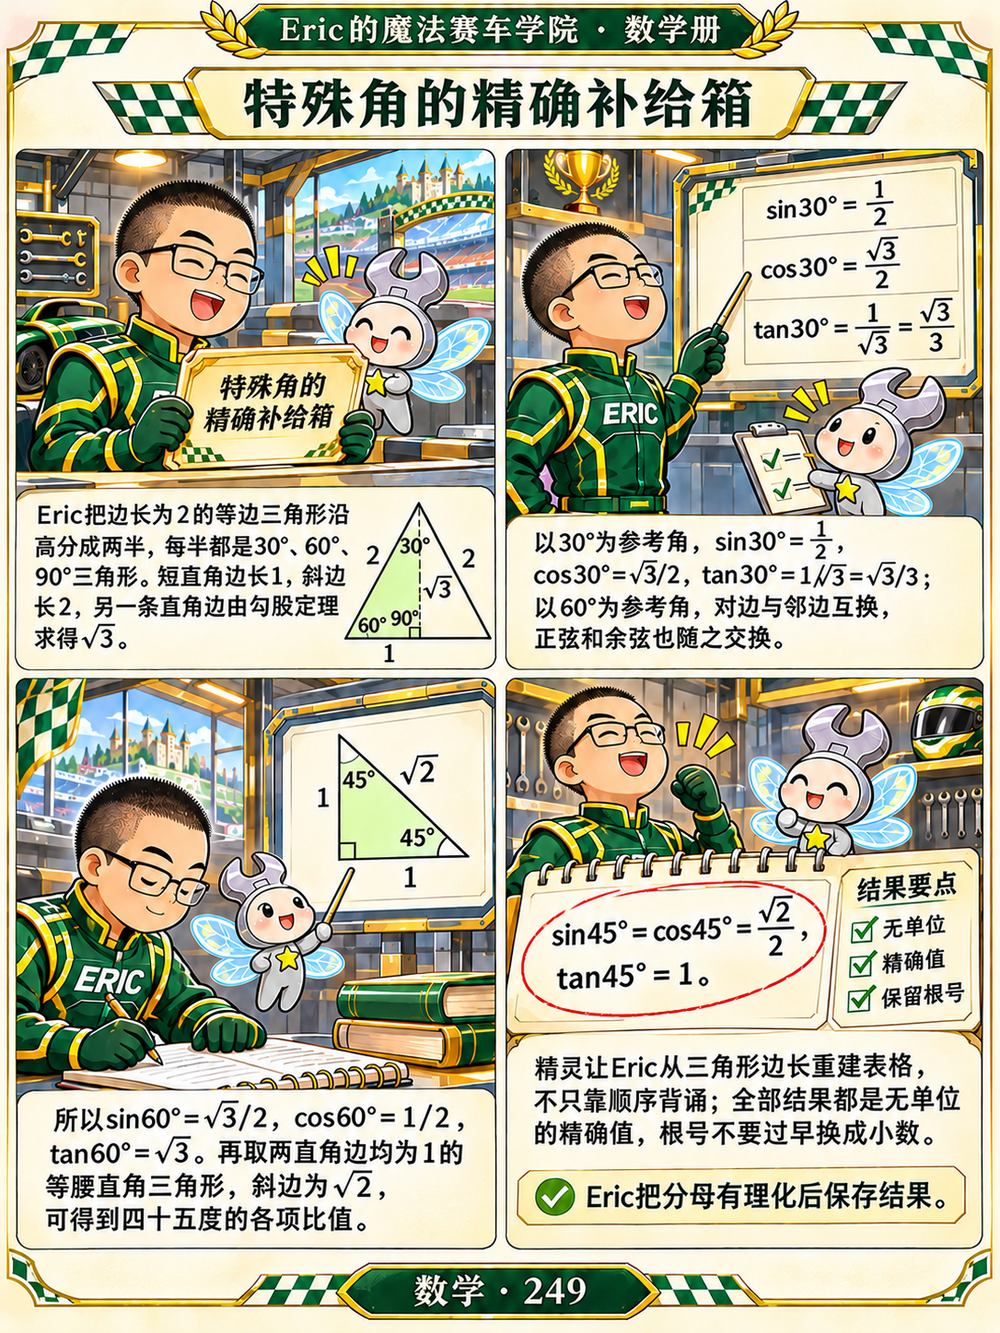 Eric的魔法赛车学院 · 数学册
特殊角的精确补给箱
特殊角的
精确补给箱
Eric把边长为2的等边三角形沿
高分成两半，每半都是30°、60°、
90°三角形。短直角边长1，斜边
长2，另一条直角边由勾股定理
求得√3。
30°
2
2
√3
60° 90°
1
sin30°=1/2
cos30°=√3/2
tan30°=1/√3=√3/3
ERIC
以30°为参考角，sin30°=1/2，
cos30°=√3/2，tan30°=1/√3=√3/3；
以60°为参考角，对边与邻边互换，
正弦和余弦也随之交换。
45°
√2
1
45°
1
ERIC
所以sin60°=√3/2，cos60°=1/2，
tan60°=√3。再取两直角边均为1的
等腰直角三角形，斜边为√2，
可得到四十五度的各项比值。
sin45°=cos45°=√2/2，
tan45°=1。
结果要点
无单位
精确值
保留根号
精灵让Eric从三角形边长重建表格，
不只靠顺序背诵；全部结果都是无单位
的精确值，根号不要过早换成小数。
Eric把分母有理化后保存结果。
数学 · 249